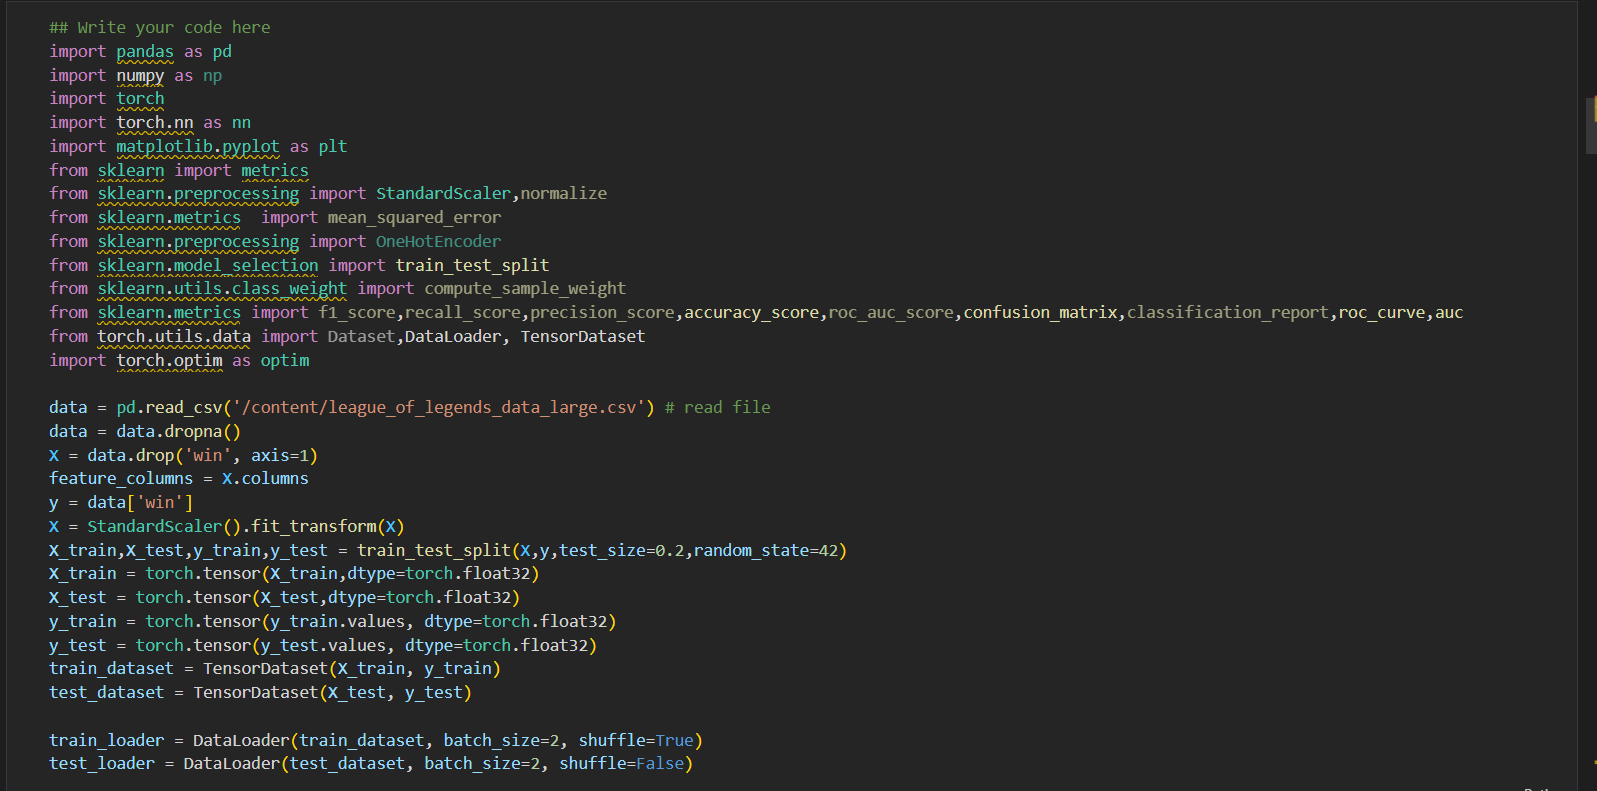 ## Write your code here
import pandas as pd
import numpy as np
import torch
import torch.nn as nn
import matplotlib.pyplot as plt
from sklearn import metrics
from sklearn.preprocessing import StandardScaler,normalize
from sklearn.metrics  import mean_squared_error
from sklearn.preprocessing import OneHotEncoder
from sklearn.model_selection import train_test_split
from sklearn.utils.class_weight import compute_sample_weight
from sklearn.metrics import f1_score,recall_score,precision_score,accuracy_score,roc_auc_score,confusion_matrix,classification_report,roc_curve,auc
from torch.utils.data import Dataset,DataLoader, TensorDataset
import torch.optim as optim
data = pd.read_csv('/content/league_of_legends_data_large.csv') # read file
data = data.dropna()
X = data.drop('win', axis=1)
feature_columns = X.columns
y = data['win']
X = StandardScaler().fit_transform(X)
X_train,X_test,y_train,y_test = train_test_split(X,y,test_size=0.2,random_state=42)
X_train = torch.tensor(X_train,dtype=torch.float32)
X_test = torch.tensor(X_test,dtype=torch.float32)
y_train = torch.tensor(y_train.values, dtype=torch.float32)
y_test = torch.tensor(y_test.values, dtype=torch.float32)
train_dataset = TensorDataset(X_train, y_train)
test_dataset = TensorDataset(X_test, y_test)
train_loader = DataLoader(train_dataset, batch_size=2, shuffle=True)
test_loader = DataLoader(test_dataset, batch_size=2, shuffle=False)